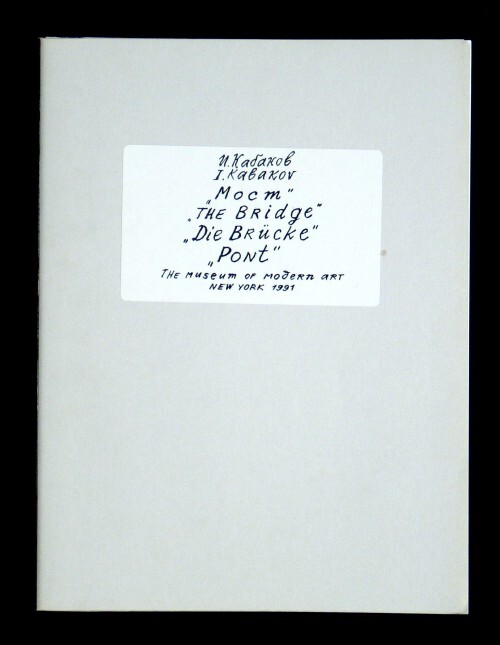 И.Кабаков
I.Kabakov
„Мост"
„THE BRidge"
„Die BRücke"
„PoNt"
THE Museum of Modern ART
NEW YORK 1991